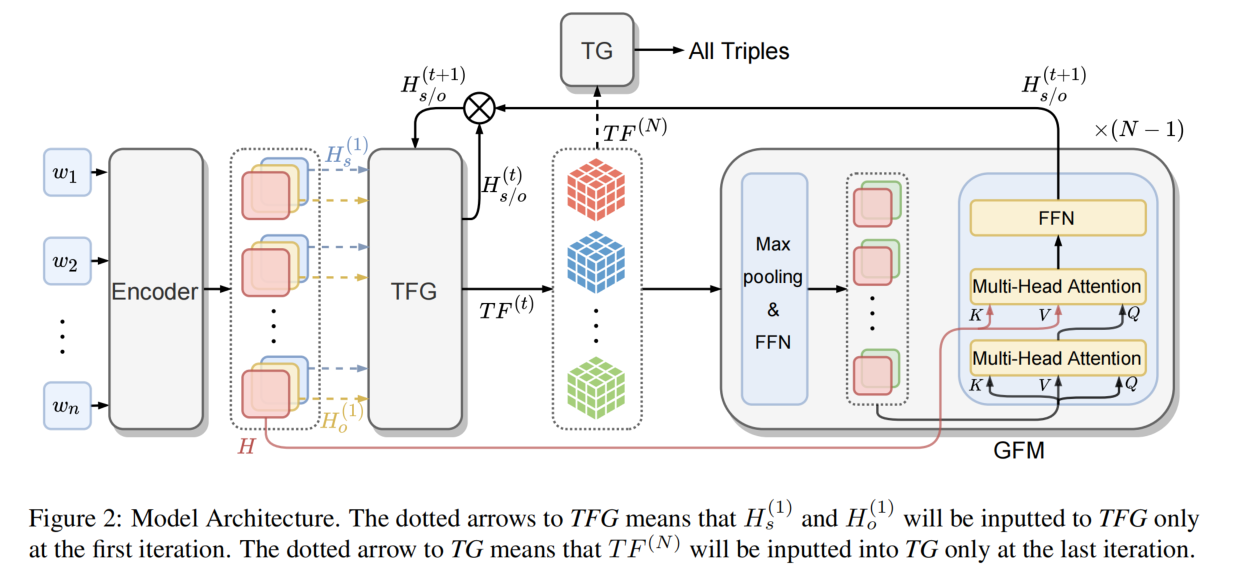 TG
All Triples
H_{s/o}^{(t+1)}
H_{s/o}^{(t+1)}
TF^{(N)}
×(N − 1)
w_1
w_2
⋮
w_n
Encoder
H_s^{(1)}
⋮
H_o^{(1)}
H
TFG
H_{s/o}^{(t)}
TF^{(t)}
⋮
Max
pooling
&
FFN
⋮
FFN
Multi-Head Attention
K V Q
Multi-Head Attention
K V Q
GFM
Figure 2: Model Architecture. The dotted arrows to TFG means that H_s^{(1)} and H_o^{(1)} will be inputted to TFG only
at the first iteration. The dotted arrow to TG means that TF^{(N)} will be inputted into TG only at the last iteration.